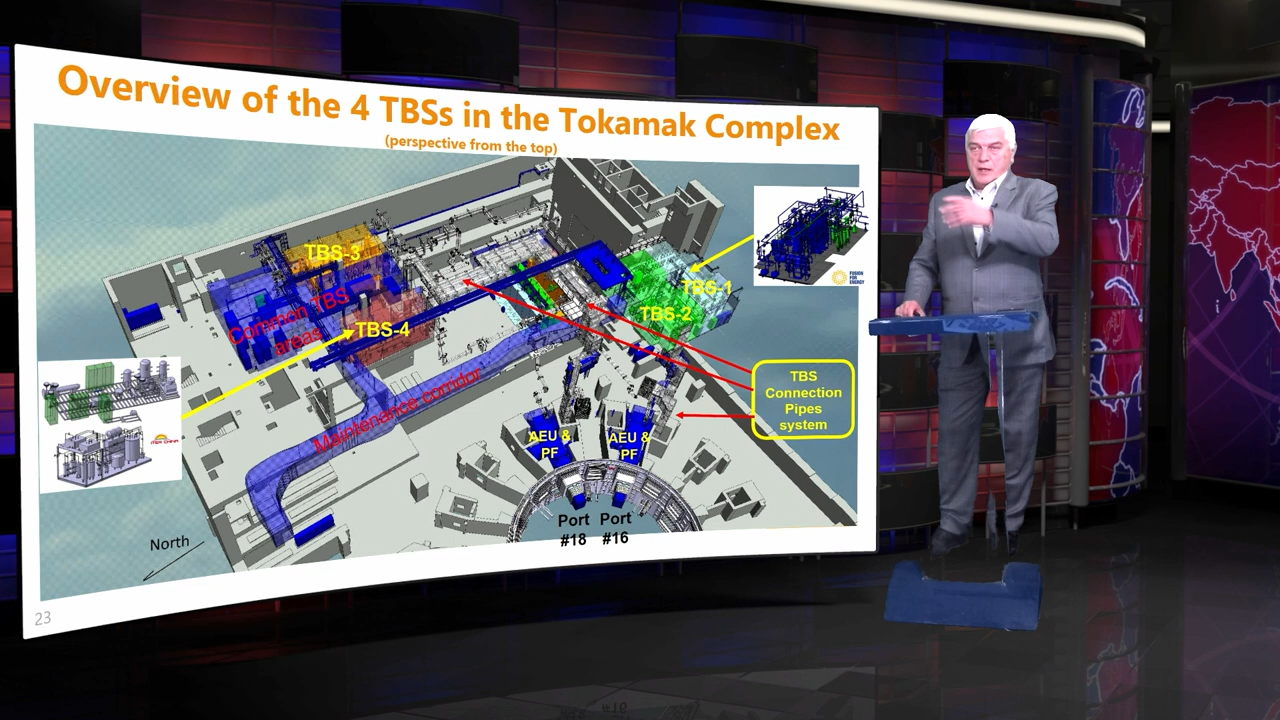 Overview of the 4 TBSs in the Tokamak Complex
(perspective from the top)
TBS-3
TBS-1
TBS-2
Common TBS
areas
TBS-4
FUSION
FOR
ENERGY
TBS
Connection
Pipes
system
Maintenance corridor
AEU &
PF
AEU &
PF
Port
#18
Port
#16
North
23